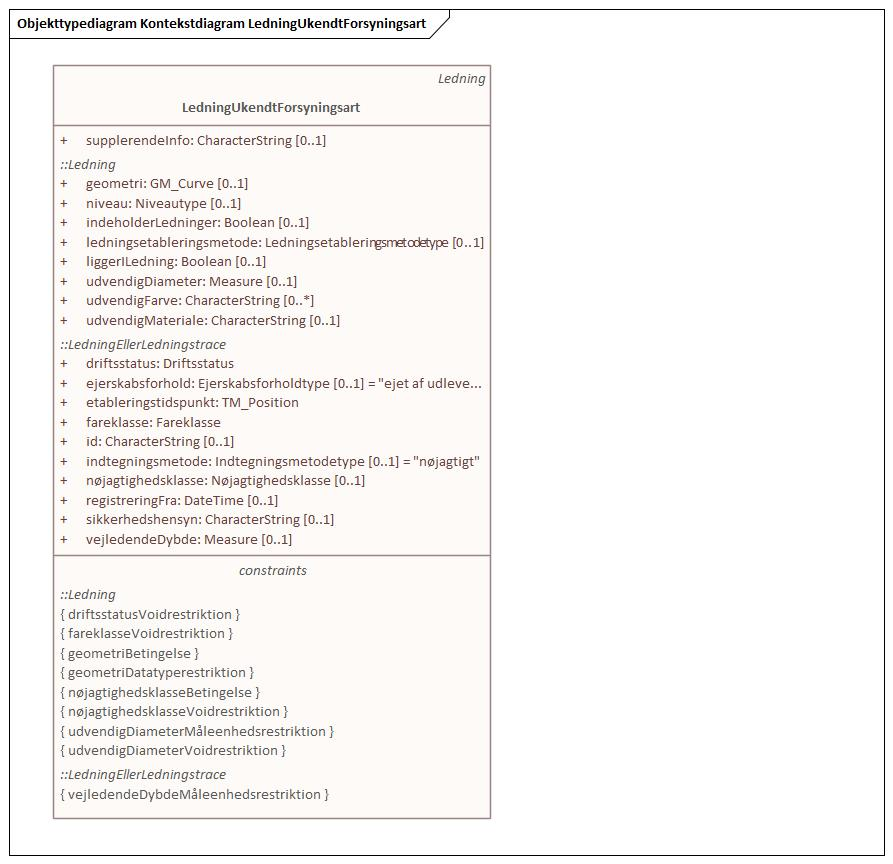 Objekttypediagram Kontekstdiagram LedningUkendtForsyningsart
Ledning
LedningUkendtForsyningsart
+ supplerendeInfo: CharacterString [0..1]
::Ledning
+ geometri: GM_Curve [0..1]
+ niveau: Niveautype [0..1]
+ indeholderLedninger: Boolean [0..1]
+ ledningsetableringsmetode: Ledningsetableringsmetodetype [0..1]
+ liggerILedning: Boolean [0..1]
+ udvendigDiameter: Measure [0..1]
+ udvendigFarve: CharacterString [0..*]
+ udvendigMateriale: CharacterString [0..1]
::LedningEllerLedningstrace
+ driftsstatus: Driftsstatus
+ ejerskabsforhold: Ejerskabsforholdtype [0..1] = "ejet af udleve...
+ etableringstidspunkt: TM_Position
+ fareklasse: Fareklasse
+ id: CharacterString [0..1]
+ indtegningsmetode: Indtegningsmetodetype [0..1] = "nøjagtigt"
+ nøjagtighedsklasse: Nøjagtighedsklasse [0..1]
+ registreringFra: DateTime [0..1]
+ sikkerhedshensyn: CharacterString [0..1]
+ vejledendeDybde: Measure [0..1]
constraints
::Ledning
{ driftsstatusVoidrestriktion }
{ fareklasseVoidrestriktion }
{ geometriBetingelse }
{ geometriDatatyperestriktion }
{ nøjagtighedsklasseBetingelse }
{ nøjagtighedsklasseVoidrestriktion }
{ udvendigDiameterMåleenhedsrestriktion }
{ udvendigDiameterVoidrestriktion }
::LedningEllerLedningstrace
{ vejledendeDybdeMåleenhedsrestriktion }